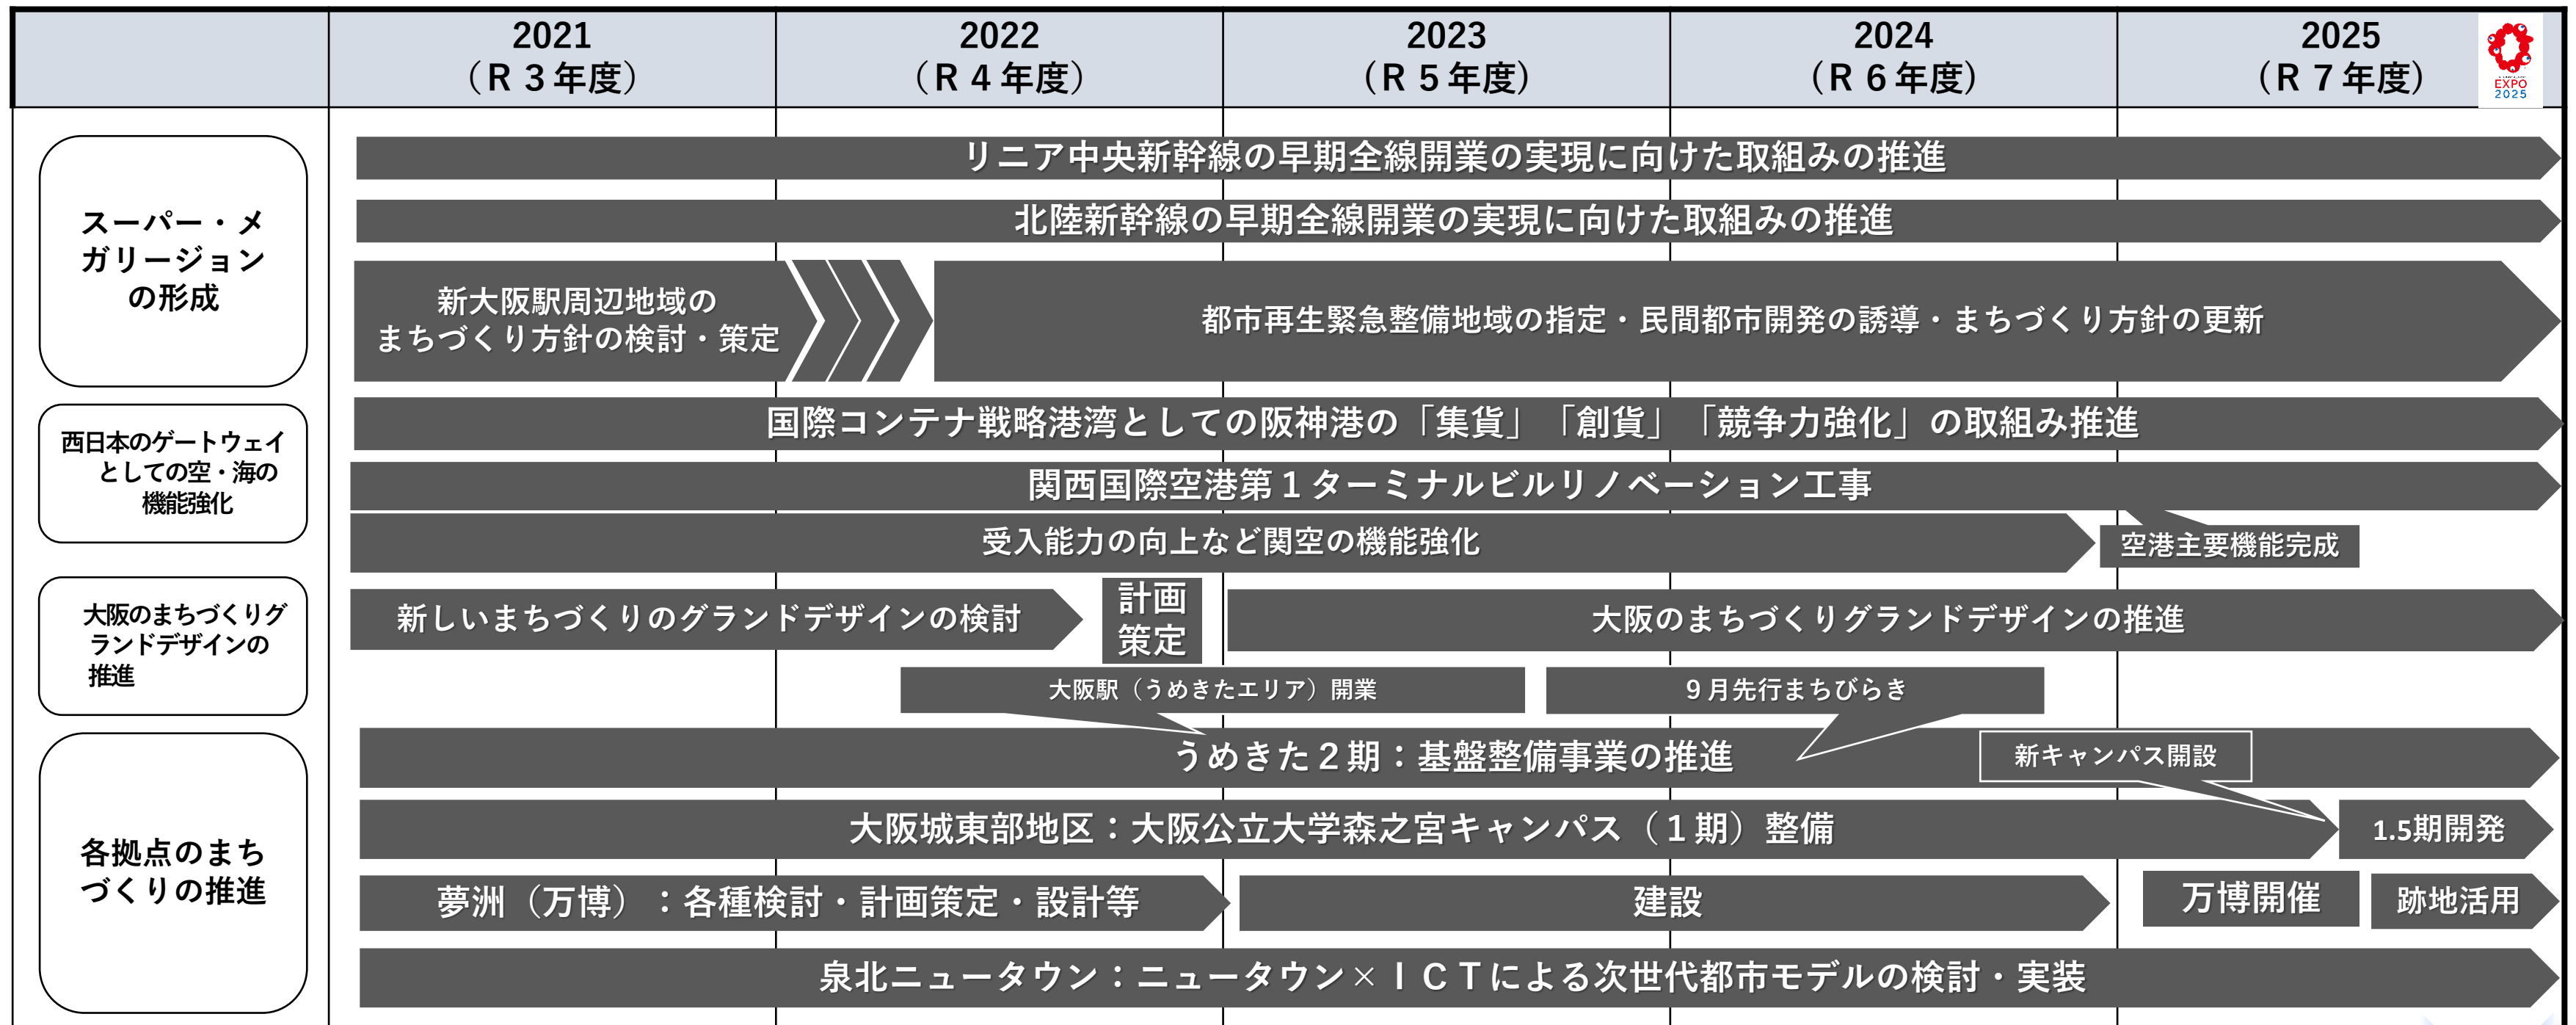 2021
（Ｒ３年度）
2022
（Ｒ４年度）
2023
（Ｒ５年度）
2024
（Ｒ６年度）
2025
（Ｒ７年度）
EXPO
2025
スーパー・メ
ガリージョン
の形成
リニア中央新幹線の早期全線開業の実現に向けた取組みの推進
北陸新幹線の早期全線開業の実現に向けた取組みの推進
新大阪駅周辺地域の
まちづくり方針の検討・策定
都市再生緊急整備地域の指定・民間都市開発の誘導・まちづくり方針の更新
西日本のゲートウェイ
としての空・海の
機能強化
国際コンテナ戦略港湾としての阪神港の「集貨」「創貨」「競争力強化」の取組み推進
関西国際空港第１ターミナルビルリノベーション工事
受入能力の向上など関空の機能強化
空港主要機能完成
大阪のまちづくりグ
ランドデザインの
推進
新しいまちづくりのグランドデザインの検討
計画
策定
大阪のまちづくりグランドデザインの推進
大阪駅（うめきたエリア）開業
９月先行まちびらき
各拠点のまち
づくりの推進
うめきた２期：基盤整備事業の推進
新キャンパス開設
大阪城東部地区：大阪公立大学森之宮キャンパス（１期）整備
1.5期開発
夢洲（万博）：各種検討・計画策定・設計等
建設
万博開催
跡地活用
泉北ニュータウン：ニュータウン×ＩＣＴによる次世代都市モデルの検討・実装